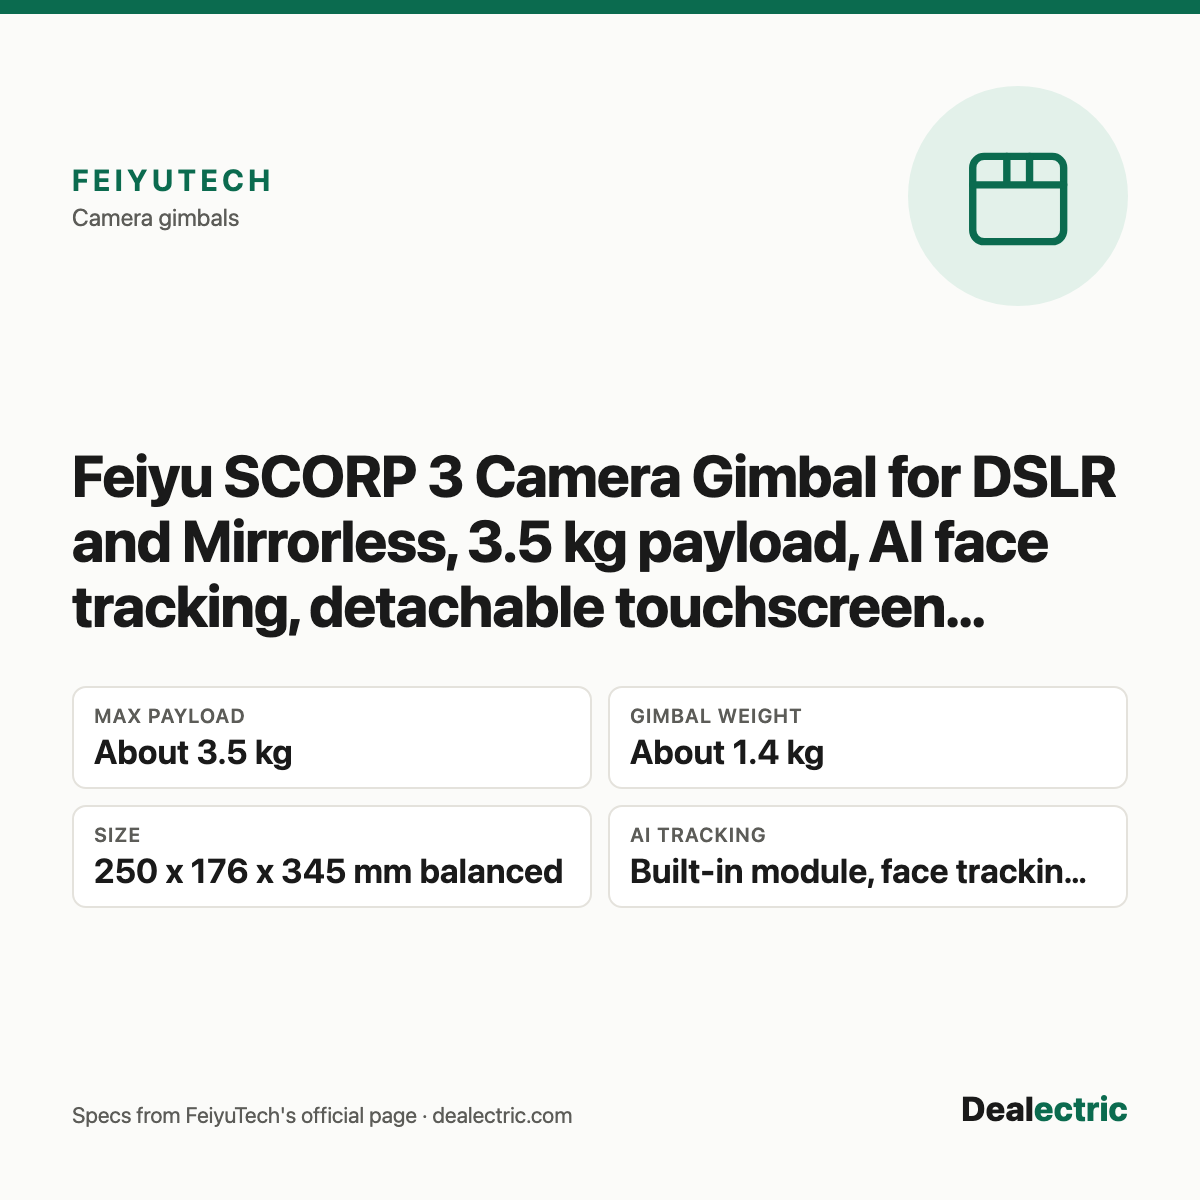 FEIYUTECH
Camera gimbals
Feiyu SCORP 3 Camera Gimbal for DSLR
and Mirrorless, 3.5 kg payload, AI face
tracking, detachable touchscreen…
MAX PAYLOAD
About 3.5 kg
GIMBAL WEIGHT
About 1.4 kg
SIZE
250 x 176 x 345 mm balanced
AI TRACKING
Built-in module, face trackin…
Specs from FeiyuTech's official page · dealectric.com
Dealectric